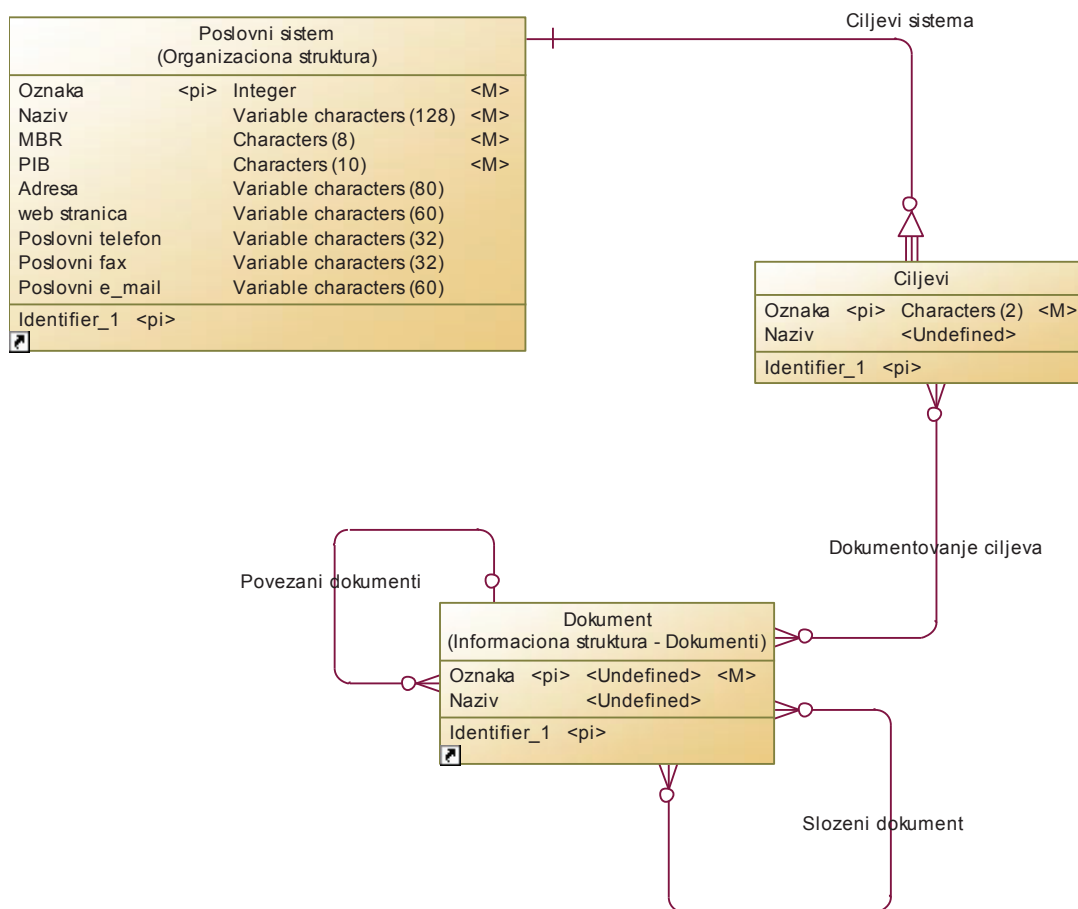 Ciljevi sistema
Poslovni sistem
(Organizaciona struktura)
Oznaka <pi> Integer <M>
Naziv Variable characters (128) <M>
MBR Characters (8) <M>
PIB Characters (10) <M>
Adresa Variable characters (80)
web stranica Variable characters (60)
Poslovni telefon Variable characters (32)
Poslovni fax Variable characters (32)
Poslovni e_mail Variable characters (60)
Identifier_1 <pi>
Ciljevi
Oznaka <pi> Characters (2) <M>
Naziv <Undefined>
Identifier_1 <pi>
Dokumentovanje ciljeva
Povezani dokumenti
Dokument
(Informaciona struktura - Dokumenti)
Oznaka <pi> <Undefined> <M>
Naziv <Undefined>
Identifier_1 <pi>
Slozeni dokument